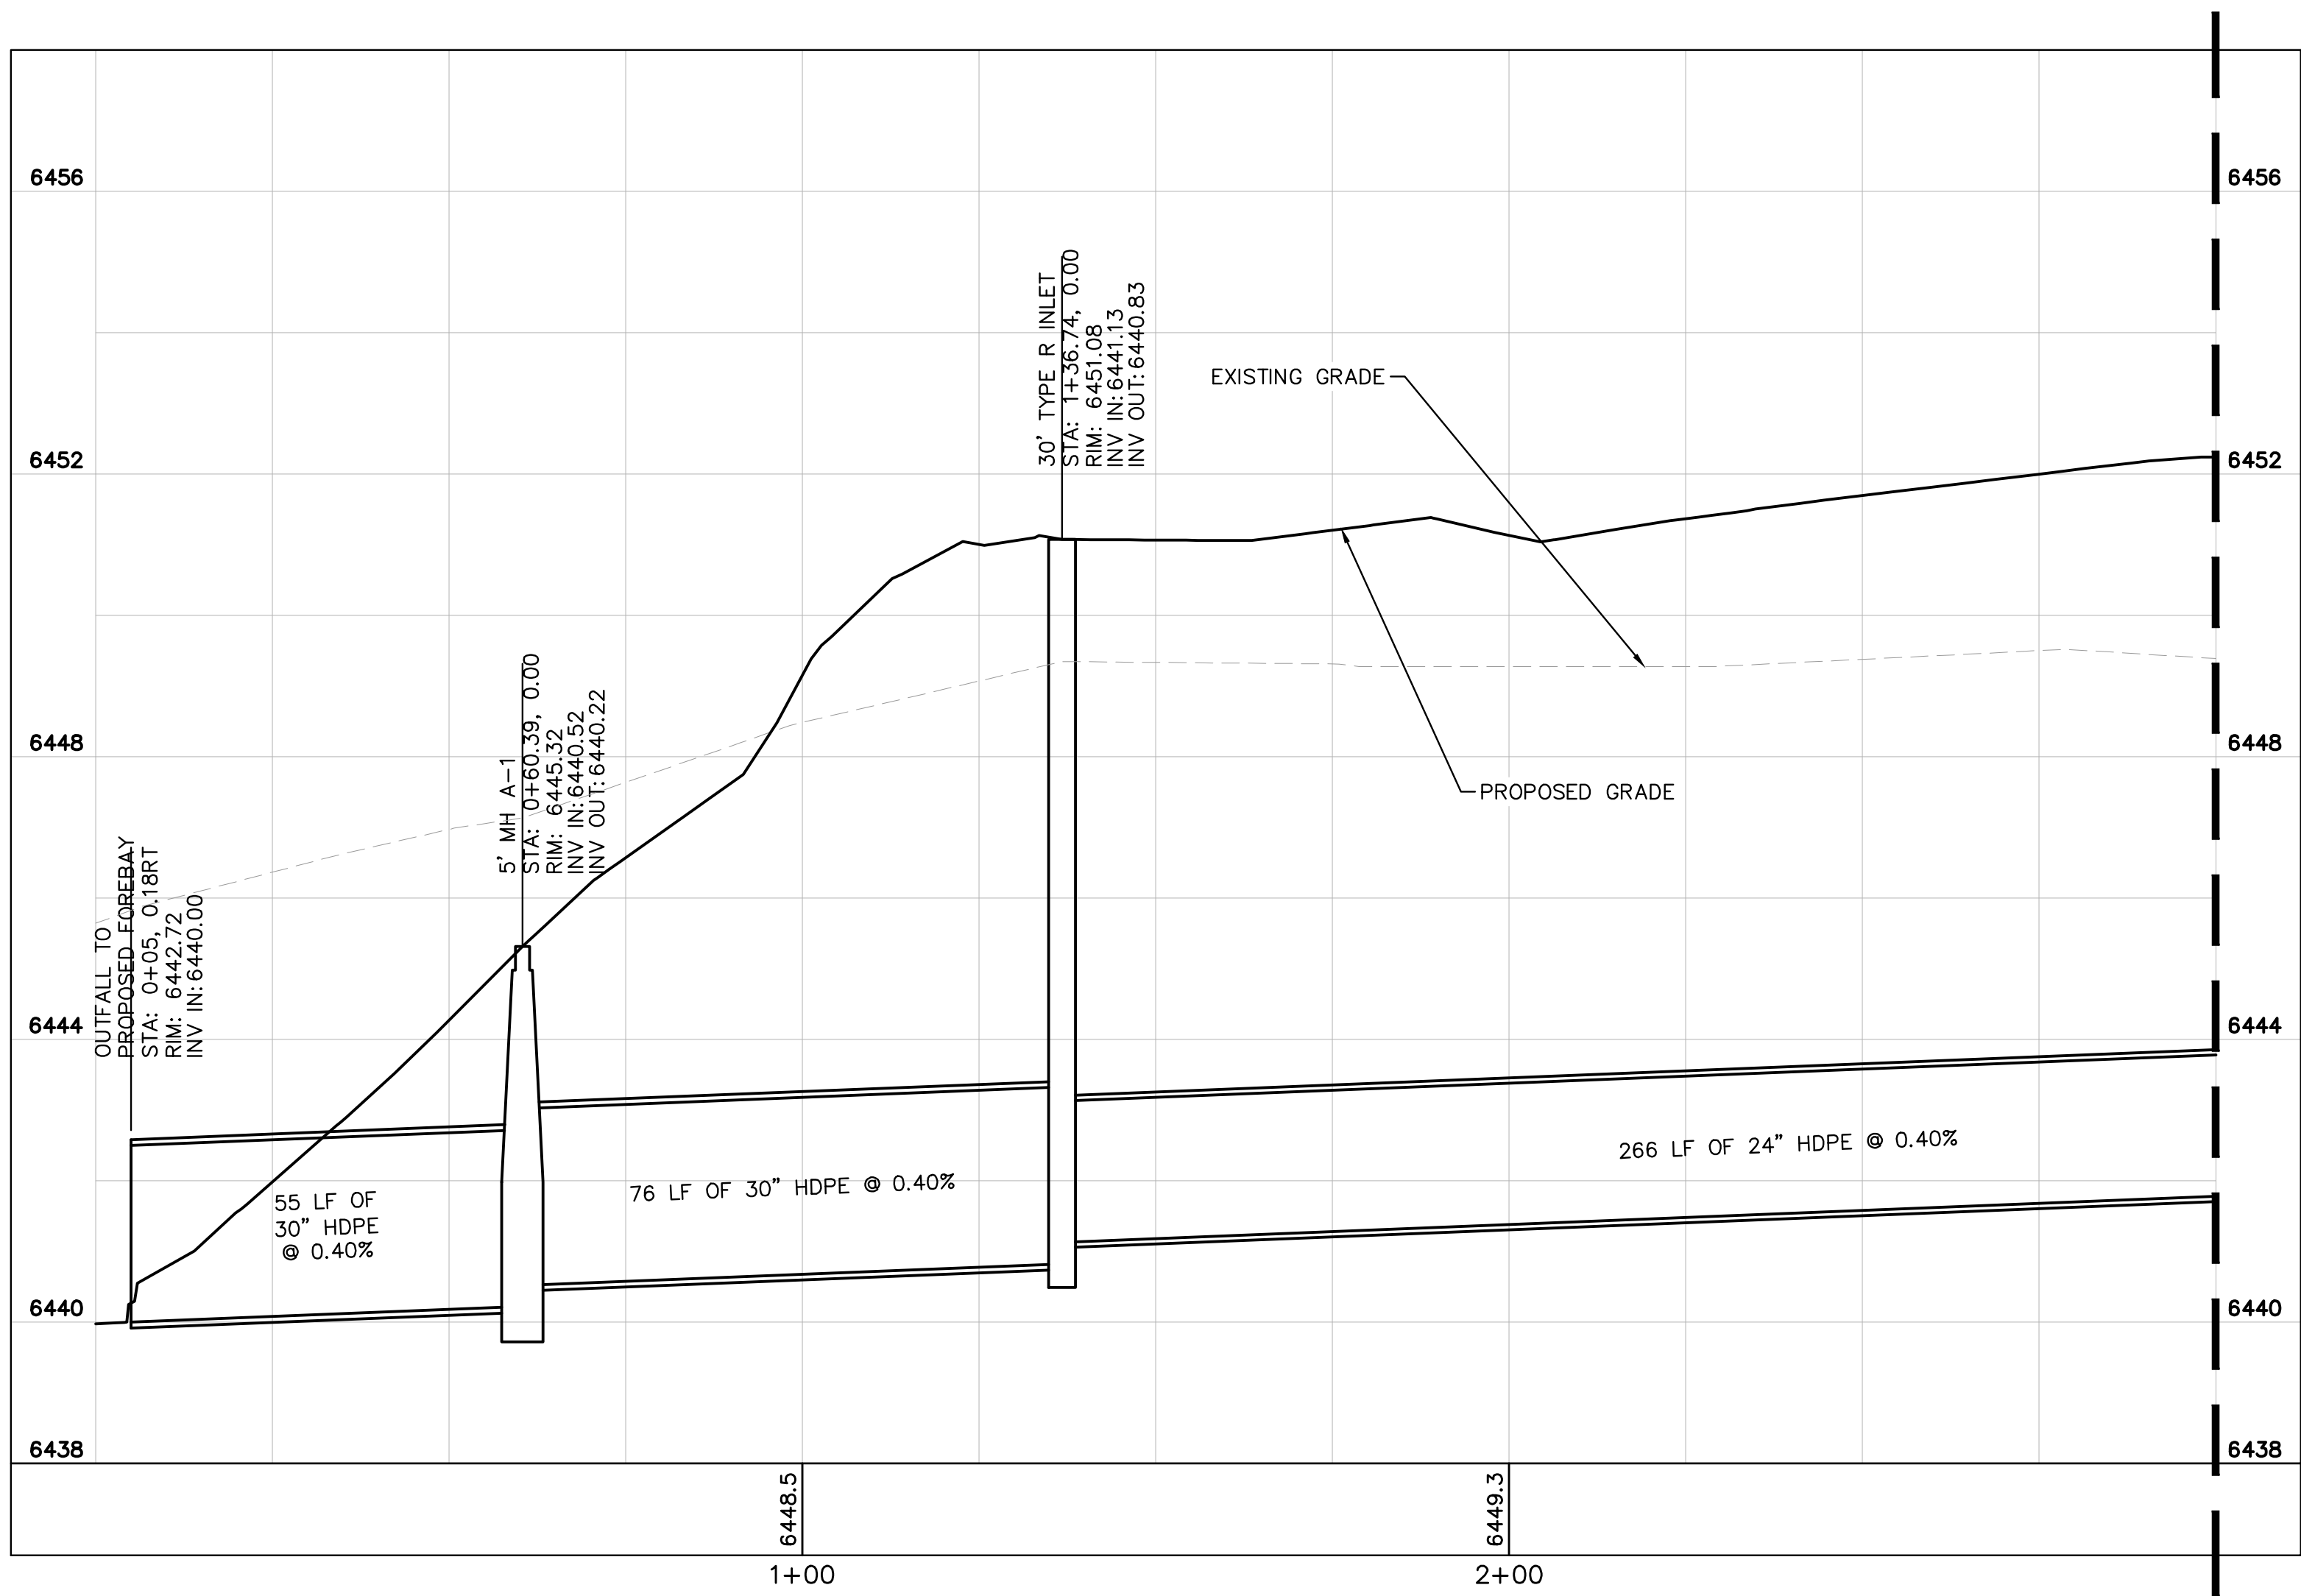 6456
6456
30' TYPE R INLET
STA: 1+36.74, 0.00
RIM: 6451.08
INV IN:6441.13
INV OUT:6440.83
EXISTING GRADE
6452
6452
5' MH A-1
STA: 0+60.39, 0.00
RIM: 6445.32
INV IN:6440.52
INV OUT:6440.22
6448
6448
PROPOSED GRADE
OUTFALL TO
PROPOSED FOREBAY
STA: 0+05, 0.18RT
RIM: 6442.72
INV IN:6440.00
6444
6444
55 LF OF
30" HDPE
@ 0.40%
76 LF OF 30" HDPE @ 0.40%
266 LF OF 24" HDPE @ 0.40%
6440
6440
6438
6438
6448.5
6449.3
1+00
2+00